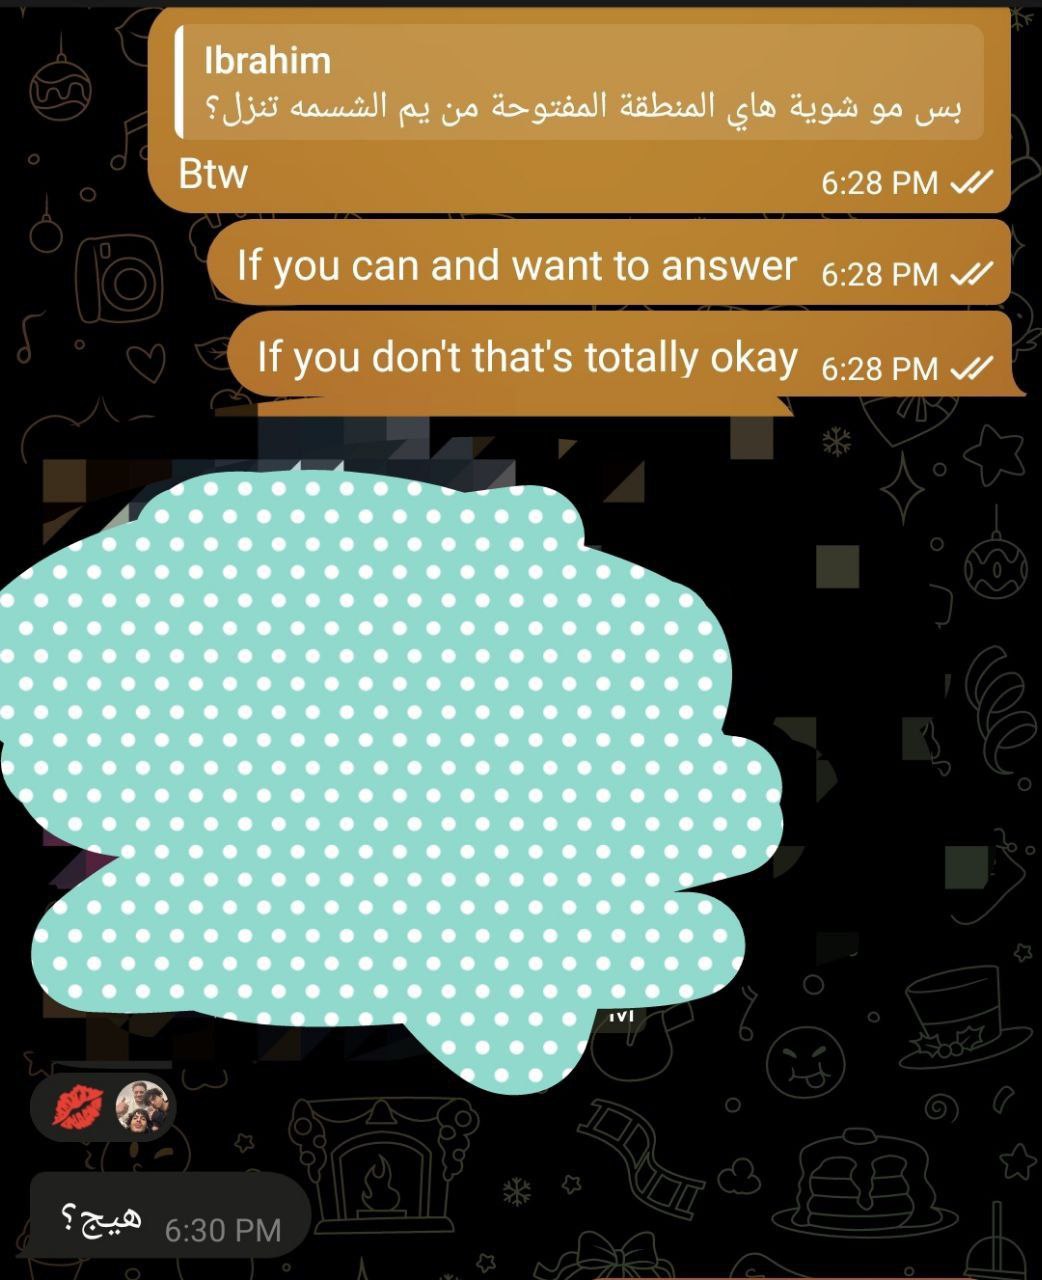 Ibrahim
بس مو شوية هاي المنطقة المفتوحة من يم الشسمه تنزل؟
Btw
6:28 PM
If you can and want to answer 6:28 PM
If you don't that's totally okay 6:28 PM
هيج؟ 6:30 PM